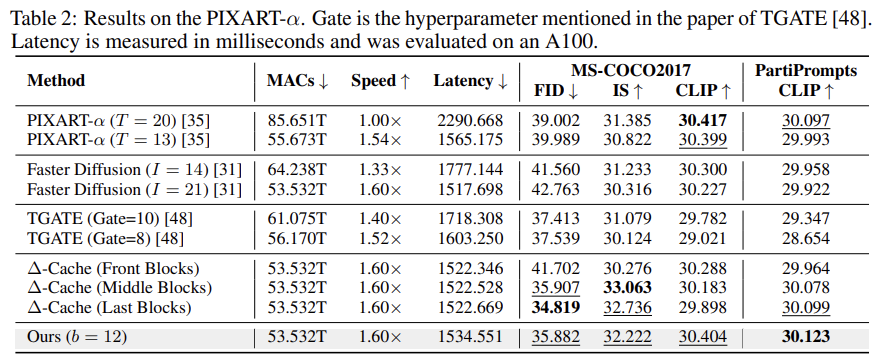 Table 2: Results on the PIXART-α. Gate is the hyperparameter mentioned in the paper of TGATE [48].
Latency is measured in milliseconds and was evaluated on an A100.
Method MACs ↓ Speed ↑ Latency ↓ MS-COCO2017 PartiPrompts
FID ↓ IS ↑ CLIP ↑ CLIP ↑
PIXART-α (T = 20) [35] 85.651T 1.00× 2290.668 39.002 31.385 30.417 30.097
PIXART-α (T = 13) [35] 55.673T 1.54× 1565.175 39.989 30.822 30.399 29.993
Faster Diffusion (I = 14) [31] 64.238T 1.33× 1777.144 41.560 31.233 30.300 29.958
Faster Diffusion (I = 21) [31] 53.532T 1.60× 1517.698 42.763 30.316 30.227 29.922
TGATE (Gate=10) [48] 61.075T 1.40× 1718.308 37.413 31.079 29.782 29.347
TGATE (Gate=8) [48] 56.170T 1.52× 1603.250 37.539 30.124 29.021 28.654
Δ-Cache (Front Blocks) 53.532T 1.60× 1522.346 41.702 30.276 30.288 29.964
Δ-Cache (Middle Blocks) 53.532T 1.60× 1522.528 35.907 33.063 30.183 30.078
Δ-Cache (Last Blocks) 53.532T 1.60× 1522.669 34.819 32.736 29.898 30.099
Ours (b = 12) 53.532T 1.60× 1534.551 35.882 32.222 30.404 30.123